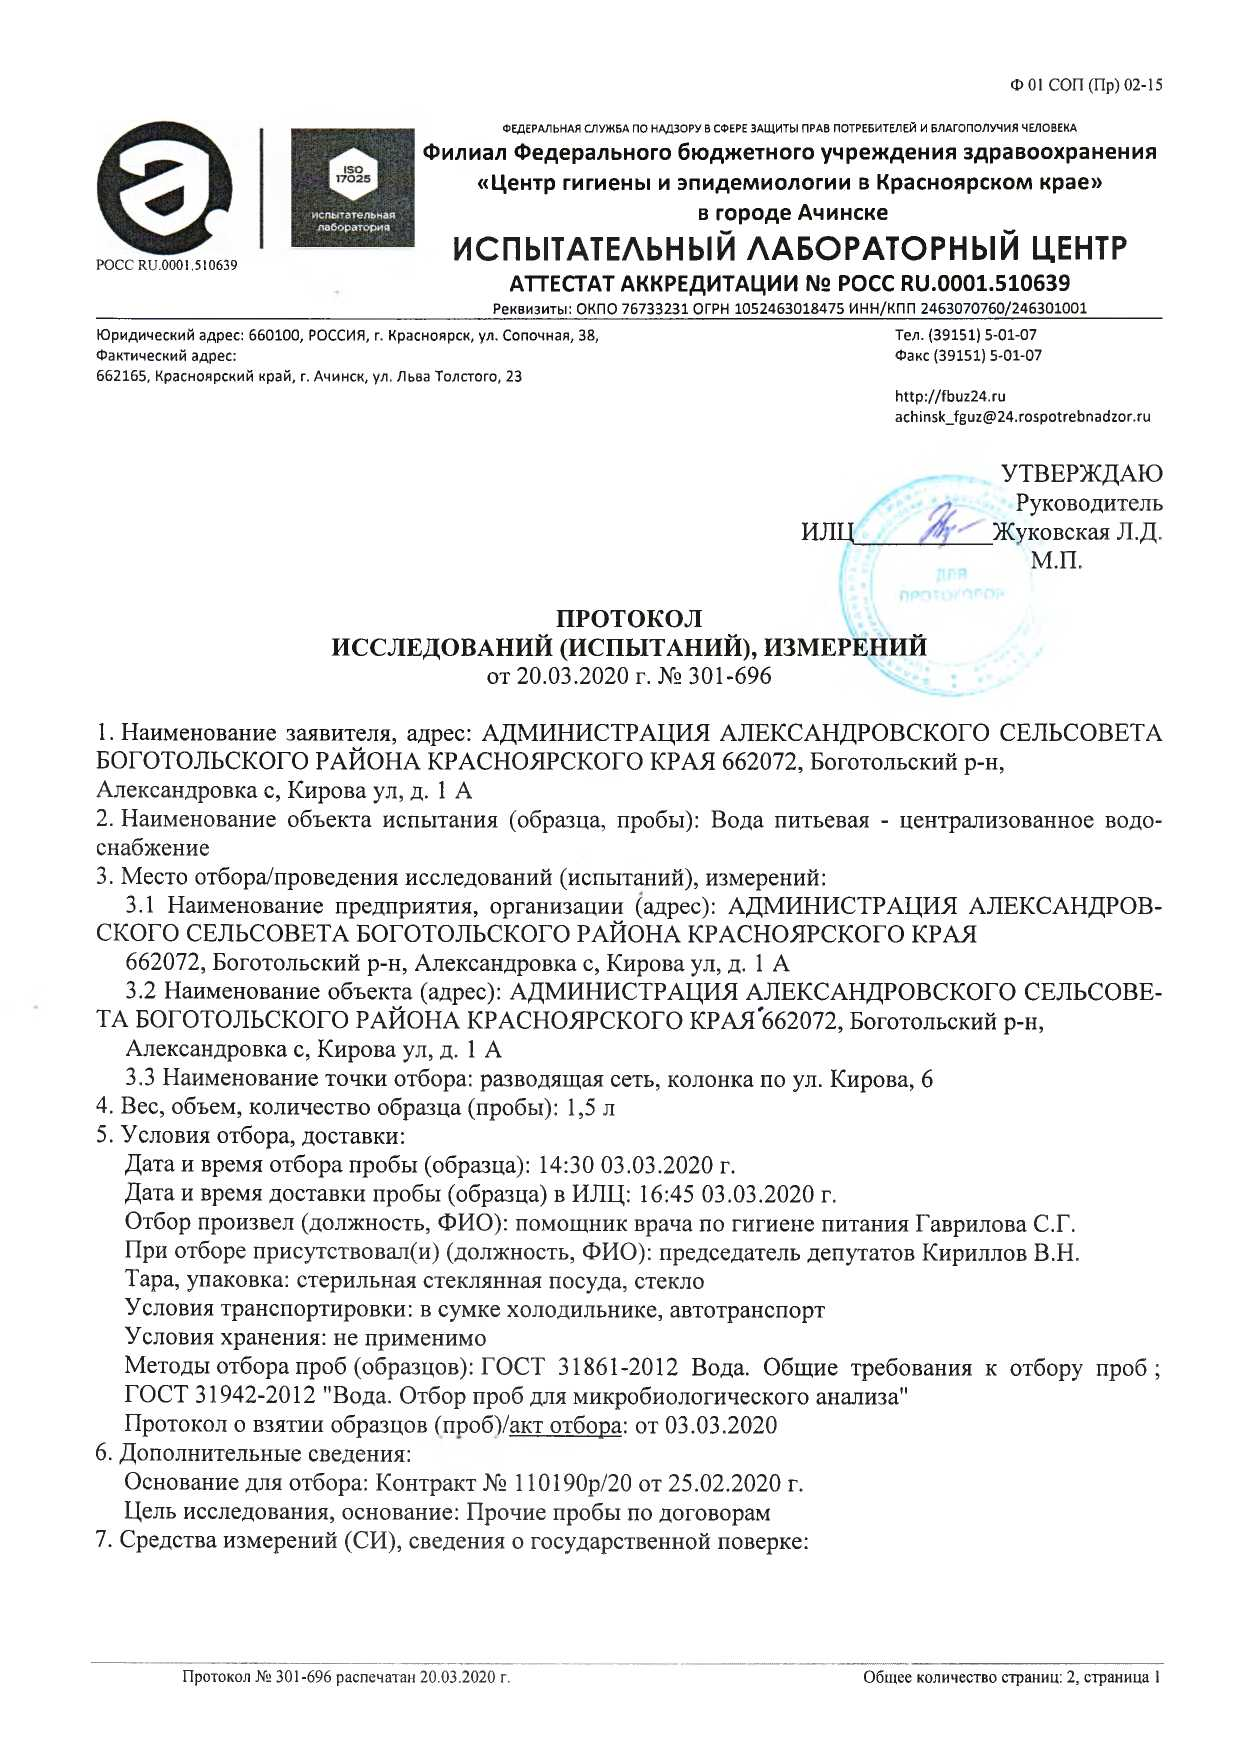 Ф 01 СОП (Пр) 02-15
ФЕДЕРАЛЬНАЯ СЛУЖБА ПО НАДЗОРУ В СФЕРЕ ЗАЩИТЫ ПРАВ ПОТРЕБИТЕЛЕЙ И БЛАГОПОЛУЧИЯ ЧЕЛОВЕКА
Филиал Федерального бюджетного учреждения здравоохранения
«Центр гигиены и эпидемиологии в Красноярском крае»
в городе Ачинске
ИСПЫТАТЕЛЬНЫЙ ЛАБОРАТОРНЫЙ ЦЕНТР
АТТЕСТАТ АККРЕДИТАЦИИ № РОСС RU.0001.510639
Реквизиты: ОКПО 76733231 ОГРН 1052463018475 ИНН/КПП 2463070760/246301001
ISO
17025
испытательная
лаборатория
РОСС RU.0001.510639
Юридический адрес: 660100, РОССИЯ, г. Красноярск, ул. Сопочная, 38,
Фактический адрес:
662165, Красноярский край, г. Ачинск, ул. Льва Толстого, 23
Тел. (39151) 5-01-07
Факс (39151) 5-01-07
http://fbuz24.ru
achinsk_fguz@24.rospotrebnadzor.ru
УТВЕРЖДАЮ
Руководитель
ИЛЦ___________Жуковская Л.Д.
М.П.
ДЛЯ
ПРОТОКОЛОВ
ПРОТОКОЛ
ИССЛЕДОВАНИЙ (ИСПЫТАНИЙ), ИЗМЕРЕНИЙ
от 20.03.2020 г. № 301-696
1. Наименование заявителя, адрес: АДМИНИСТРАЦИЯ АЛЕКСАНДРОВСКОГО СЕЛЬСОВЕТА
БОГОТОЛЬСКОГО РАЙОНА КРАСНОЯРСКОГО КРАЯ 662072, Боготольский р-н,
Александровка с, Кирова ул, д. 1 А
2. Наименование объекта испытания (образца, пробы): Вода питьевая - централизованное водо-
снабжение
3. Место отбора/проведения исследований (испытаний), измерений:
3.1 Наименование предприятия, организации (адрес): АДМИНИСТРАЦИЯ АЛЕКСАНДРОВ-
СКОГО СЕЛЬСОВЕТА БОГОТОЛЬСКОГО РАЙОНА КРАСНОЯРСКОГО КРАЯ
662072, Боготольский р-н, Александровка с, Кирова ул, д. 1 А
3.2 Наименование объекта (адрес): АДМИНИСТРАЦИЯ АЛЕКСАНДРОВСКОГО СЕЛЬСОВЕ-
ТА БОГОТОЛЬСКОГО РАЙОНА КРАСНОЯРСКОГО КРАЯ 662072, Боготольский р-н,
Александровка с, Кирова ул, д. 1 А
3.3 Наименование точки отбора: разводящая сеть, колонка по ул. Кирова, 6
4. Вес, объем, количество образца (пробы): 1,5 л
5. Условия отбора, доставки:
Дата и время отбора пробы (образца): 14:30 03.03.2020 г.
Дата и время доставки пробы (образца) в ИЛЦ: 16:45 03.03.2020 г.
Отбор произвел (должность, ФИО): помощник врача по гигиене питания Гаврилова С.Г.
При отборе присутствовал(и) (должность, ФИО): председатель депутатов Кириллов В.Н.
Тара, упаковка: стерильная стеклянная посуда, стекло
Условия транспортировки: в сумке холодильнике, автотранспорт
Условия хранения: не применимо
Методы отбора проб (образцов): ГОСТ 31861-2012 Вода. Общие требования к отбору проб ;
ГОСТ 31942-2012 "Вода. Отбор проб для микробиологического анализа"
Протокол о взятии образцов (проб)/акт отбора: от 03.03.2020
6. Дополнительные сведения:
Основание для отбора: Контракт № 110190р/20 от 25.02.2020 г.
Цель исследования, основание: Прочие пробы по договорам
7. Средства измерений (СИ), сведения о государственной поверке:
Протокол № 301-696 распечатан 20.03.2020 г.
Общее количество страниц: 2, страница 1